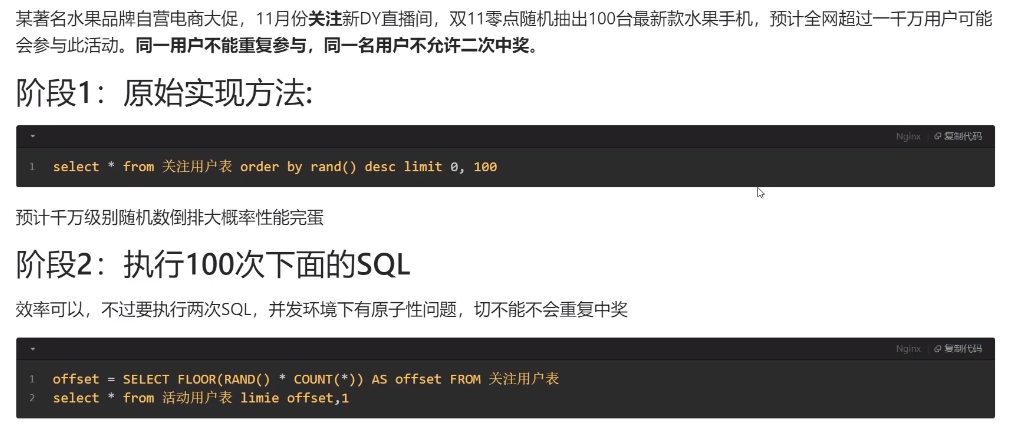 某著名水果品牌自营电商大促，11月份关注新DY直播间，双11零点随机抽出100台最新款水果手机，预计全网超过一千万用户可能
会参与此活动。同一用户不能重复参与，同一名用户不允许二次中奖。
阶段1：原始实现方法:
Nginx 复制代码
1 select * from 关注用户表 order by rand() desc limit 0, 100
预计千万级别随机数倒排大概率性能完蛋
阶段2：执行100次下面的SQL
效率可以，不过要执行两次SQL，并发环境下有原子性问题，切不能不会重复中奖
Nginx 复制代码
1 offset = SELECT FLOOR(RAND() * COUNT(*)) AS offset FROM 关注用户表
2 select * from 活动用户表 limie offset,1